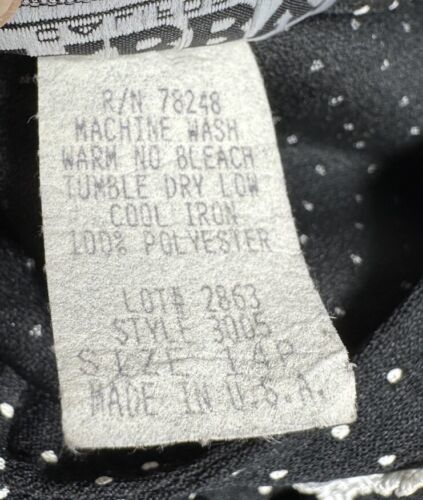 R/N 78248
MACHINE WASH
WARM NO BLEACH
TUMBLE DRY LOW
COOL IRON
100% POLYESTER
LOT# 2863
STYLE 3005
SIZE 14P
MADE IN U.S.A.